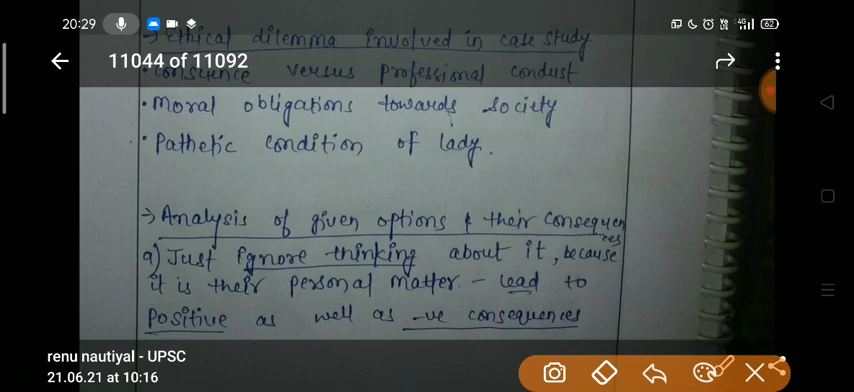 20:29
4G
62
→ Ethical dilemma involved in case study
11044 of 11092
• Conscience versus professional conduct
• Moral obligations towards society
• Pathetic condition of lady.
→ Analysis of given options & their consequences
a) Just ignore thinking about it, because
it is their personal matter. – lead to
positive as well as -ve consequences
renu nautiyal - UPSC
21.06.21 at 10:16